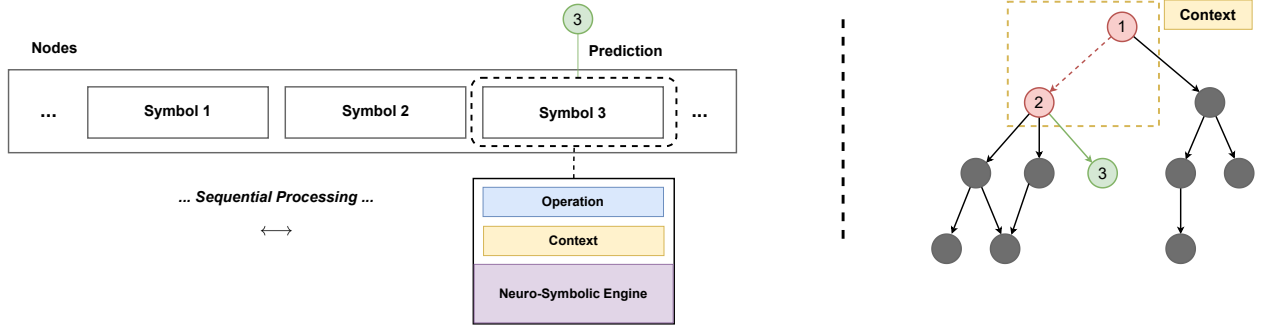 3
Nodes
Prediction
...
Symbol 1
Symbol 2
Symbol 3
...
... Sequential Processing ...
Operation
Context
Neuro-Symbolic Engine
1
Context
2
3